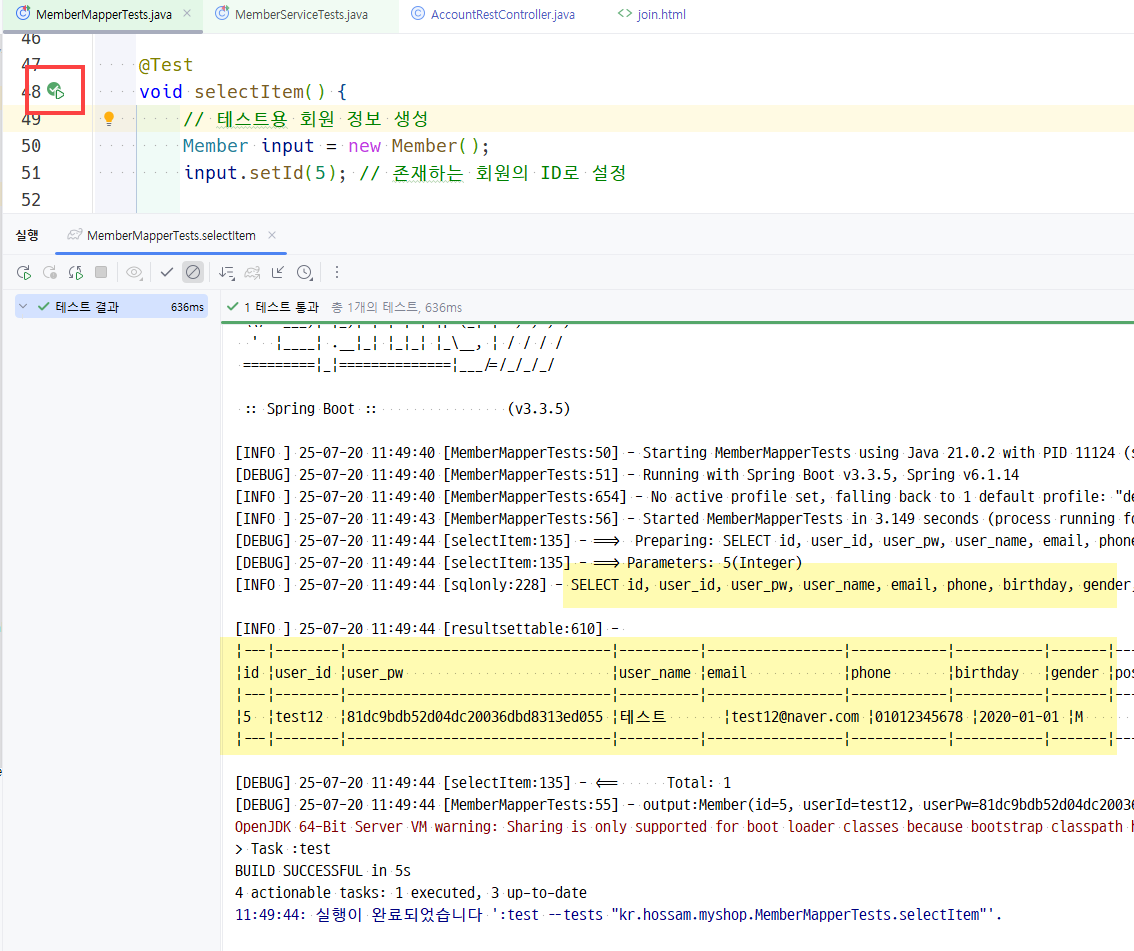 MemberMapperTests.java × MemberServiceTests.java AccountRestController.java <> join.html
46
47 @Test
48 void selectItem() {
49 // 테스트용 회원 정보 생성
50 Member input = new Member();
51 input.setId(5); // 존재하는 회원의 ID로 설정
52
실행 MemberMapperTests.selectItem ×
테스트 결과 636ms
1 테스트 통과 총 1개의 테스트, 636ms
' |____| .__|_| |_|_| |_\__, | / / / /
=========|_|==============|___/=/_/_/_/
:: Spring Boot :: (v3.3.5)
[INFO ] 25-07-20 11:49:40 [MemberMapperTests:50] - Starting MemberMapperTests using Java 21.0.2 with PID 11124 (s
[DEBUG] 25-07-20 11:49:40 [MemberMapperTests:51] - Running with Spring Boot v3.3.5, Spring v6.1.14
[INFO ] 25-07-20 11:49:40 [MemberMapperTests:654] - No active profile set, falling back to 1 default profile: "de
[INFO ] 25-07-20 11:49:43 [MemberMapperTests:56] - Started MemberMapperTests in 3.149 seconds (process running fo
[DEBUG] 25-07-20 11:49:44 [selectItem:135] - ==> Preparing: SELECT id, user_id, user_pw, user_name, email, phone
[DEBUG] 25-07-20 11:49:44 [selectItem:135] - ==> Parameters: 5(Integer)
[INFO ] 25-07-20 11:49:44 [sqlonly:228] - SELECT id, user_id, user_pw, user_name, email, phone, birthday, gender,
[INFO ] 25-07-20 11:49:44 [resultsettable:610] -
|---|--------|---------------------------------|----------|-----------------|------------|-----------|-------|---
|id |user_id |user_pw |user_name |email |phone |birthday |gender |pos
|---|--------|---------------------------------|----------|-----------------|------------|-----------|-------|---
|5 |test12 |81dc9bdb52d04dc20036dbd8313ed055 |테스트 |test12@naver.com |01012345678 |2020-01-01 |M
|---|--------|---------------------------------|----------|-----------------|------------|-----------|-------|---
[DEBUG] 25-07-20 11:49:44 [selectItem:135] - <== Total: 1
[DEBUG] 25-07-20 11:49:44 [MemberMapperTests:55] - output:Member(id=5, userId=test12, userPw=81dc9bdb52d04dc20036
OpenJDK 64-Bit Server VM warning: Sharing is only supported for boot loader classes because bootstrap classpath h
> Task :test
BUILD SUCCESSFUL in 5s
4 actionable tasks: 1 executed, 3 up-to-date
11:49:44: 실행이 완료되었습니다 ':test --tests "kr.hossam.myshop.MemberMapperTests.selectItem"'.